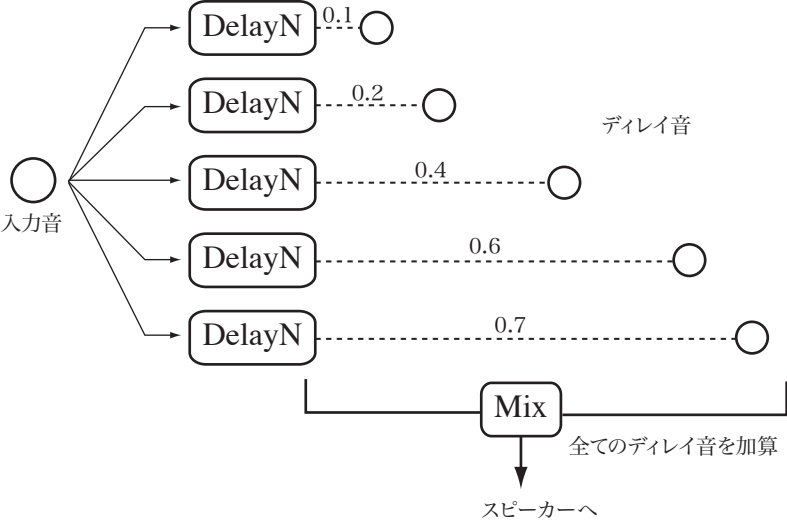 DelayN
0.1
DelayN
0.2
ディレイ音
DelayN
0.4
入力音
DelayN
0.6
DelayN
0.7
Mix
全てのディレイ音を加算
スピーカーへ